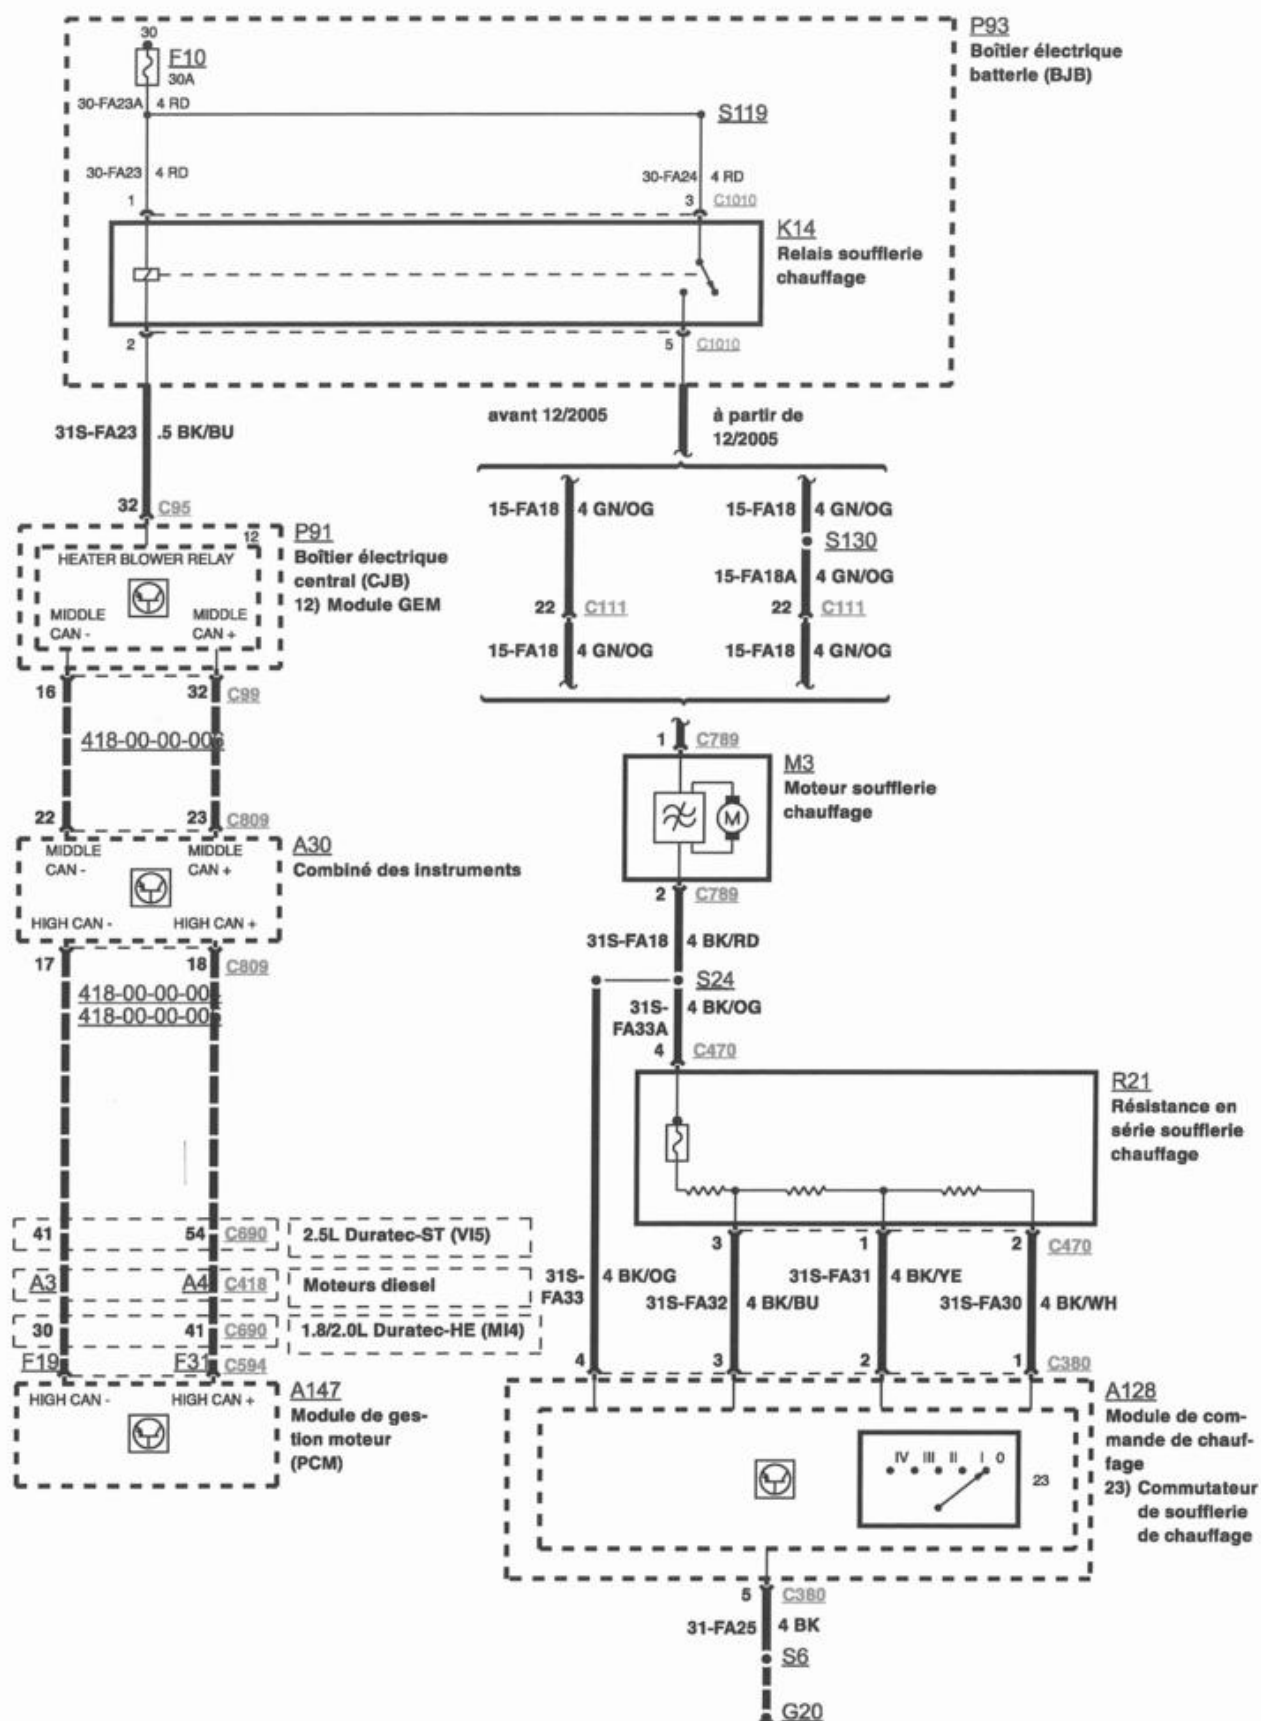 30
F10
30A
P93
Boîtier électrique
batterie (BJB)
30-FA23A 4 RD
S119
30-FA23 4 RD
30-FA24 4 RD
1
3 C1010
K14
Relais soufflerie
chauffage
2
5 C1010
avant 12/2005
à partir de
12/2005
31S-FA23 .5 BK/BU
15-FA18 4 GN/OG
15-FA18 4 GN/OG
32 C95
S130
P91
Boîtier électrique
central (CJB)
12) Module GEM
12
HEATER BLOWER RELAY
15-FA18A 4 GN/OG
22 C111
22 C111
MIDDLE
CAN -
MIDDLE
CAN +
15-FA18 4 GN/OG
15-FA18 4 GN/OG
16
32 C99
418-00-00-006
1 C789
M3
Moteur soufflerie
chauffage
M
22
23 C809
MIDDLE
CAN -
MIDDLE
CAN +
A30
Combiné des instruments
2 C789
HIGH CAN -
HIGH CAN +
31S-FA18 4 BK/RD
17
18 C809
S24
418-00-00-00
418-00-00-00
31S-
FA33A
4 BK/OG
4 C470
R21
Résistance en
série soufflerie
chauffage
41
54 C690
2.5L Duratec-ST (VI5)
3
1
2 C470
A3
A4 C418
Moteurs diesel
31S-
FA33
4 BK/OG
31S-FA32 4 BK/BU
31S-FA31 4 BK/YE
31S-FA30 4 BK/WH
30
41 C690
1.8/2.0L Duratec-HE (MI4)
F19
F31 C594
4
3
2
1 C380
HIGH CAN -
HIGH CAN +
A147
Module de ges-
tion moteur
(PCM)
A128
Module de com-
mande de chauf-
fage
23) Commutateur
de soufflerie
de chauffage
IV III II I 0
23
5 C380
31-FA25 4 BK
S6
G20